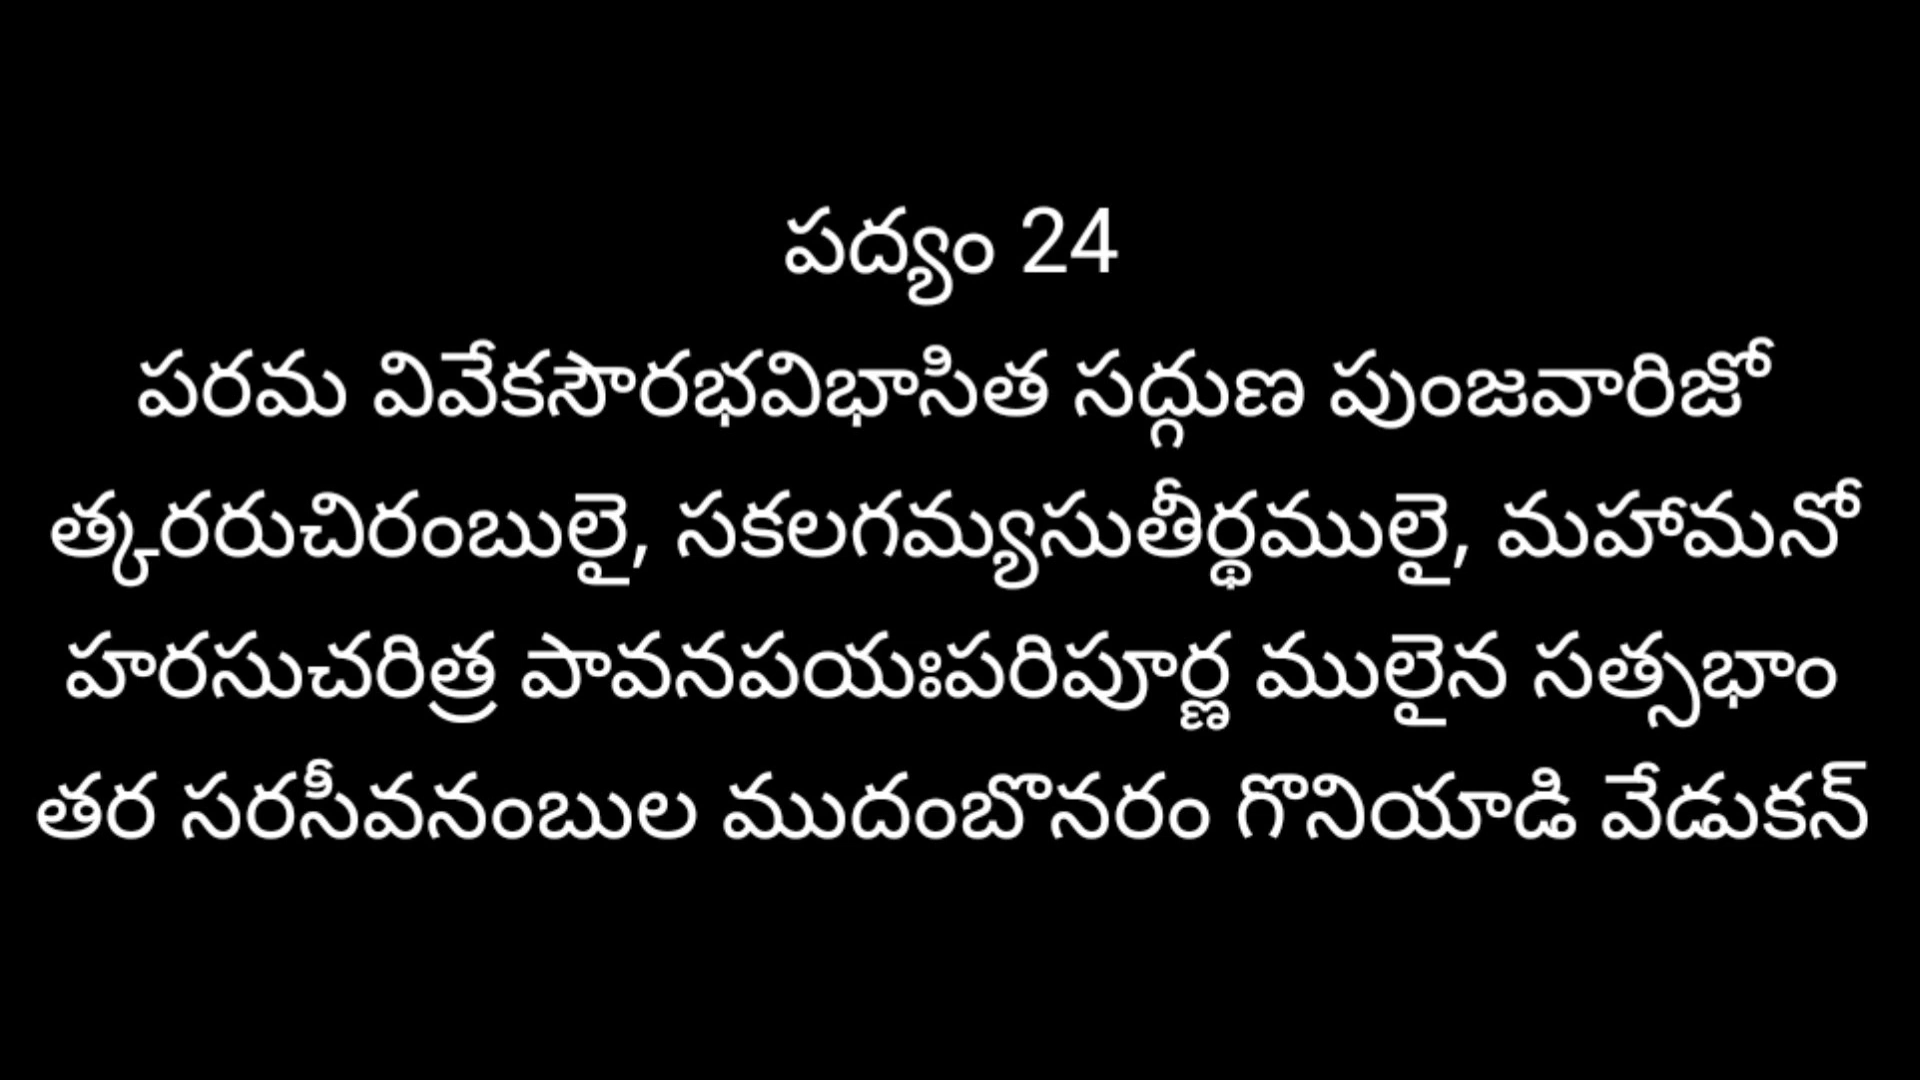 పద్యం 24
పరమ వివేకసౌరభవిభాసిత సద్గుణ పుంజవారిజో
త్కరరుచిరంబులై, సకలగమ్యసుతీర్థములై, మహామనో
హరసుచరిత్ర పావనపయఃపరిపూర్ణ ములైన సత్సభాం
తర సరసీవనంబుల ముదంబొనరం గొనియాడి వేడుకన్